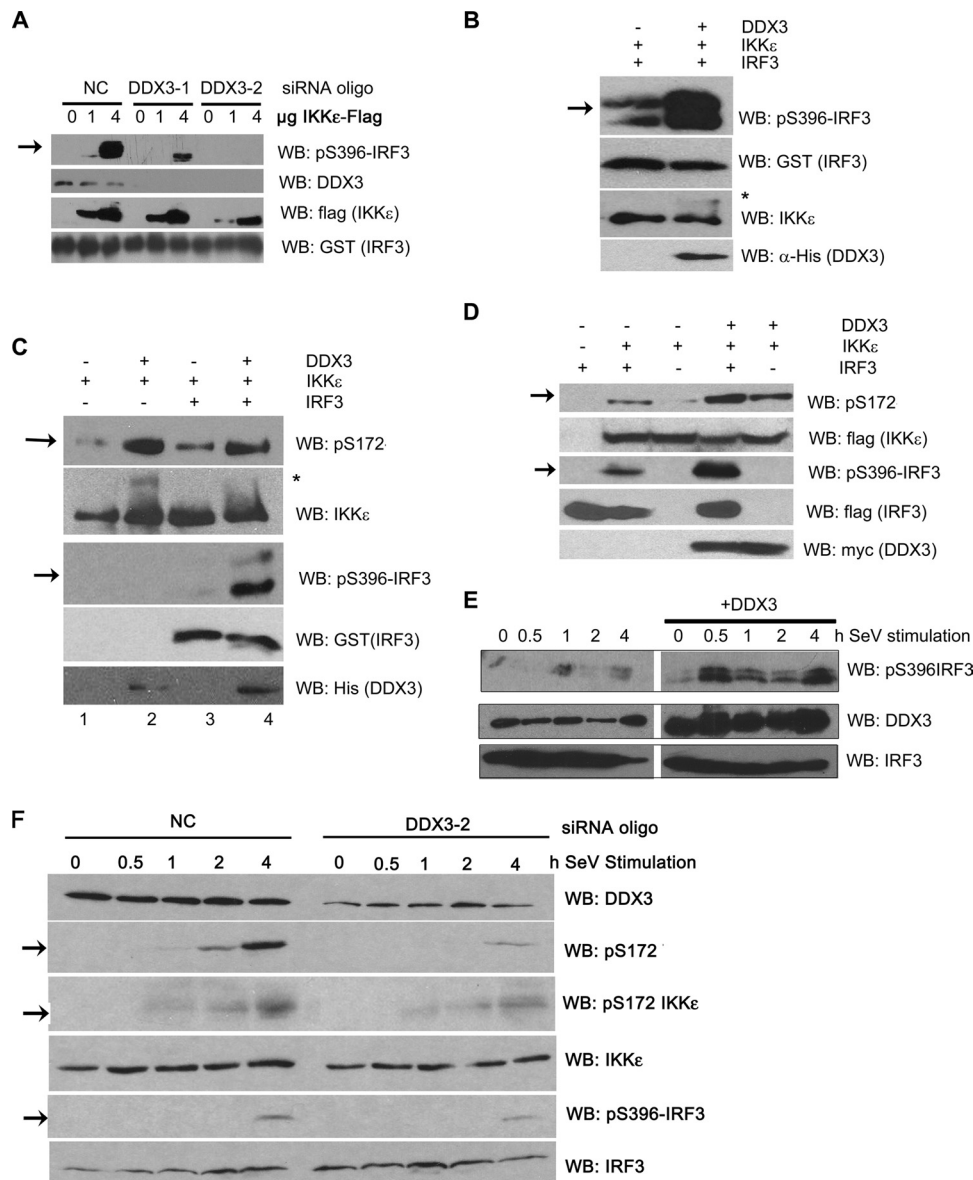 A
NC DDX3-1 DDX3-2 siRNA oligo
0 1 4 0 1 4 0 1 4 µg IKKε-Flag
WB: pS396-IRF3
WB: DDX3
WB: flag (IKKε)
WB: GST (IRF3)
B
- + DDX3
+ + IKKε
+ + IRF3
WB: pS396-IRF3
WB: GST (IRF3)
*
WB: IKKε
WB: α-His (DDX3)
C
- + - + DDX3
+ + + + IKKε
- - + + IRF3
WB: pS172
*
WB: IKKε
WB: pS396-IRF3
WB: GST(IRF3)
WB: His (DDX3)
1 2 3 4
D
- - - + + DDX3
- + + + + IKKε
+ + - + - IRF3
WB: pS172
WB: flag (IKKε)
WB: pS396-IRF3
WB: flag (IRF3)
WB: myc (DDX3)
E
+DDX3
0 0.5 1 2 4 0 0.5 1 2 4 h SeV stimulation
WB: pS396IRF3
WB: DDX3
WB: IRF3
F
NC DDX3-2 siRNA oligo
0 0.5 1 2 4 0 0.5 1 2 4 h SeV Stimulation
WB: DDX3
WB: pS172
WB: pS172 IKKε
WB: IKKε
WB: pS396-IRF3
WB: IRF3